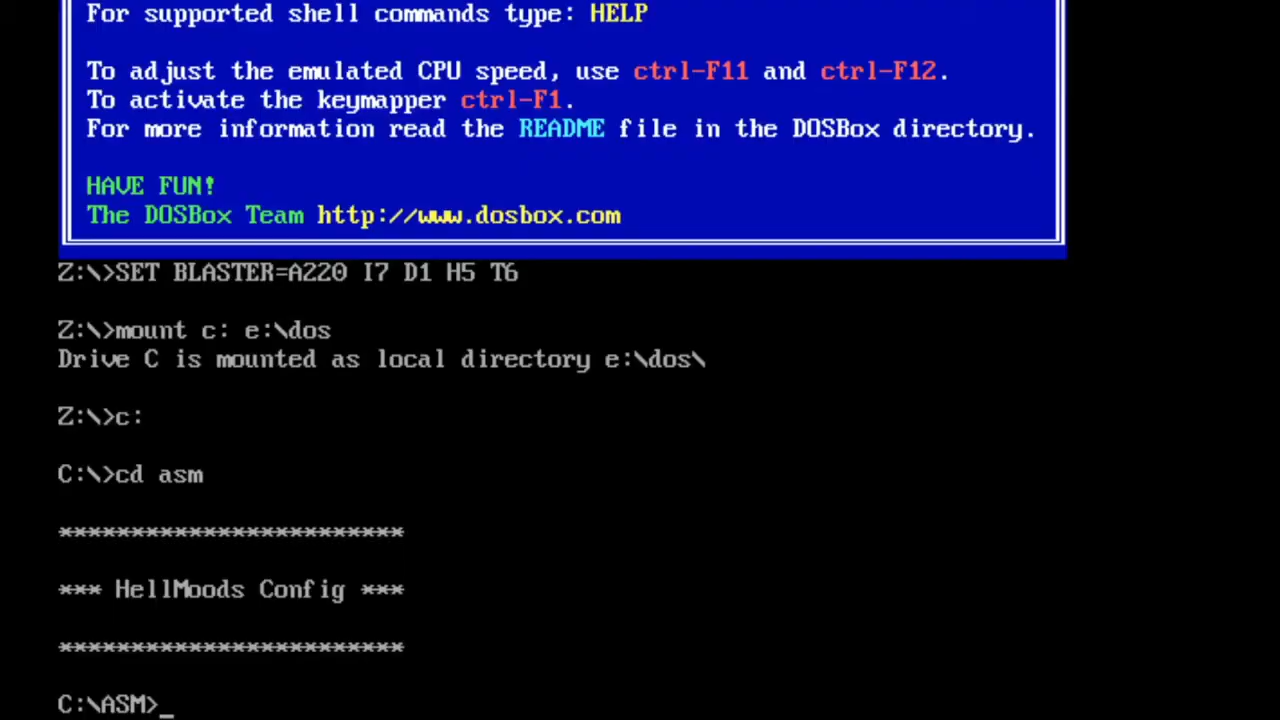 For supported shell commands type: HELP
To adjust the emulated CPU speed, use ctrl-F11 and ctrl-F12.
To activate the keymapper ctrl-F1.
For more information read the README file in the DOSBox directory.
HAVE FUN!
The DOSBox Team http://www.dosbox.com
Z:\>SET BLASTER=A220 I7 D1 H5 T6
Z:\>mount c: e:\dos
Drive C is mounted as local directory e:\dos\
Z:\>c:
C:\>cd asm
************************
*** HellMoods Config ***
************************
C:\ASM>_